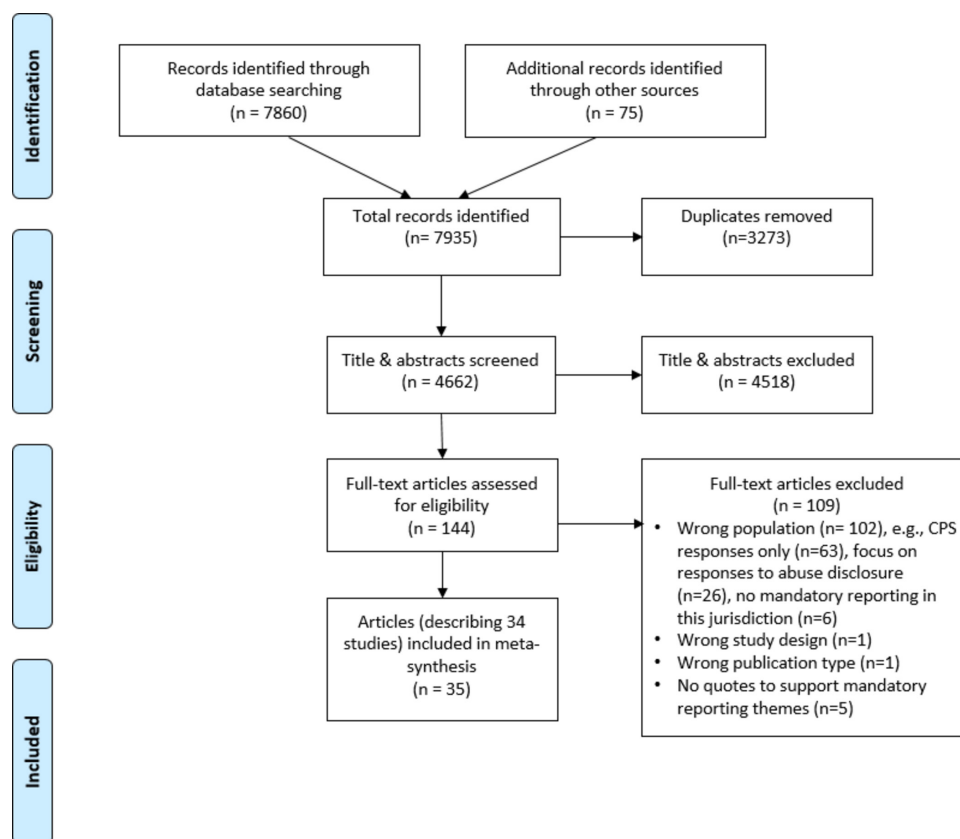 Identification
Records identified through
database searching
(n = 7860)
Additional records identified
through other sources
(n = 75)
Total records identified
(n= 7935)
Duplicates removed
(n=3273)
Screening
Title & abstracts screened
(n = 4662)
Title & abstracts excluded
(n = 4518)
Eligibility
Full-text articles assessed
for eligibility
(n = 144)
Full-text articles excluded
(n = 109)
• Wrong population (n= 102), e.g., CPS
responses only (n=63), focus on
responses to abuse disclosure
(n=26), no mandatory reporting in
this jurisdiction (n=6)
• Wrong study design (n=1)
• Wrong publication type (n=1)
• No quotes to support mandatory
reporting themes (n=5)
Included
Articles (describing 34
studies) included in meta-
synthesis
(n = 35)